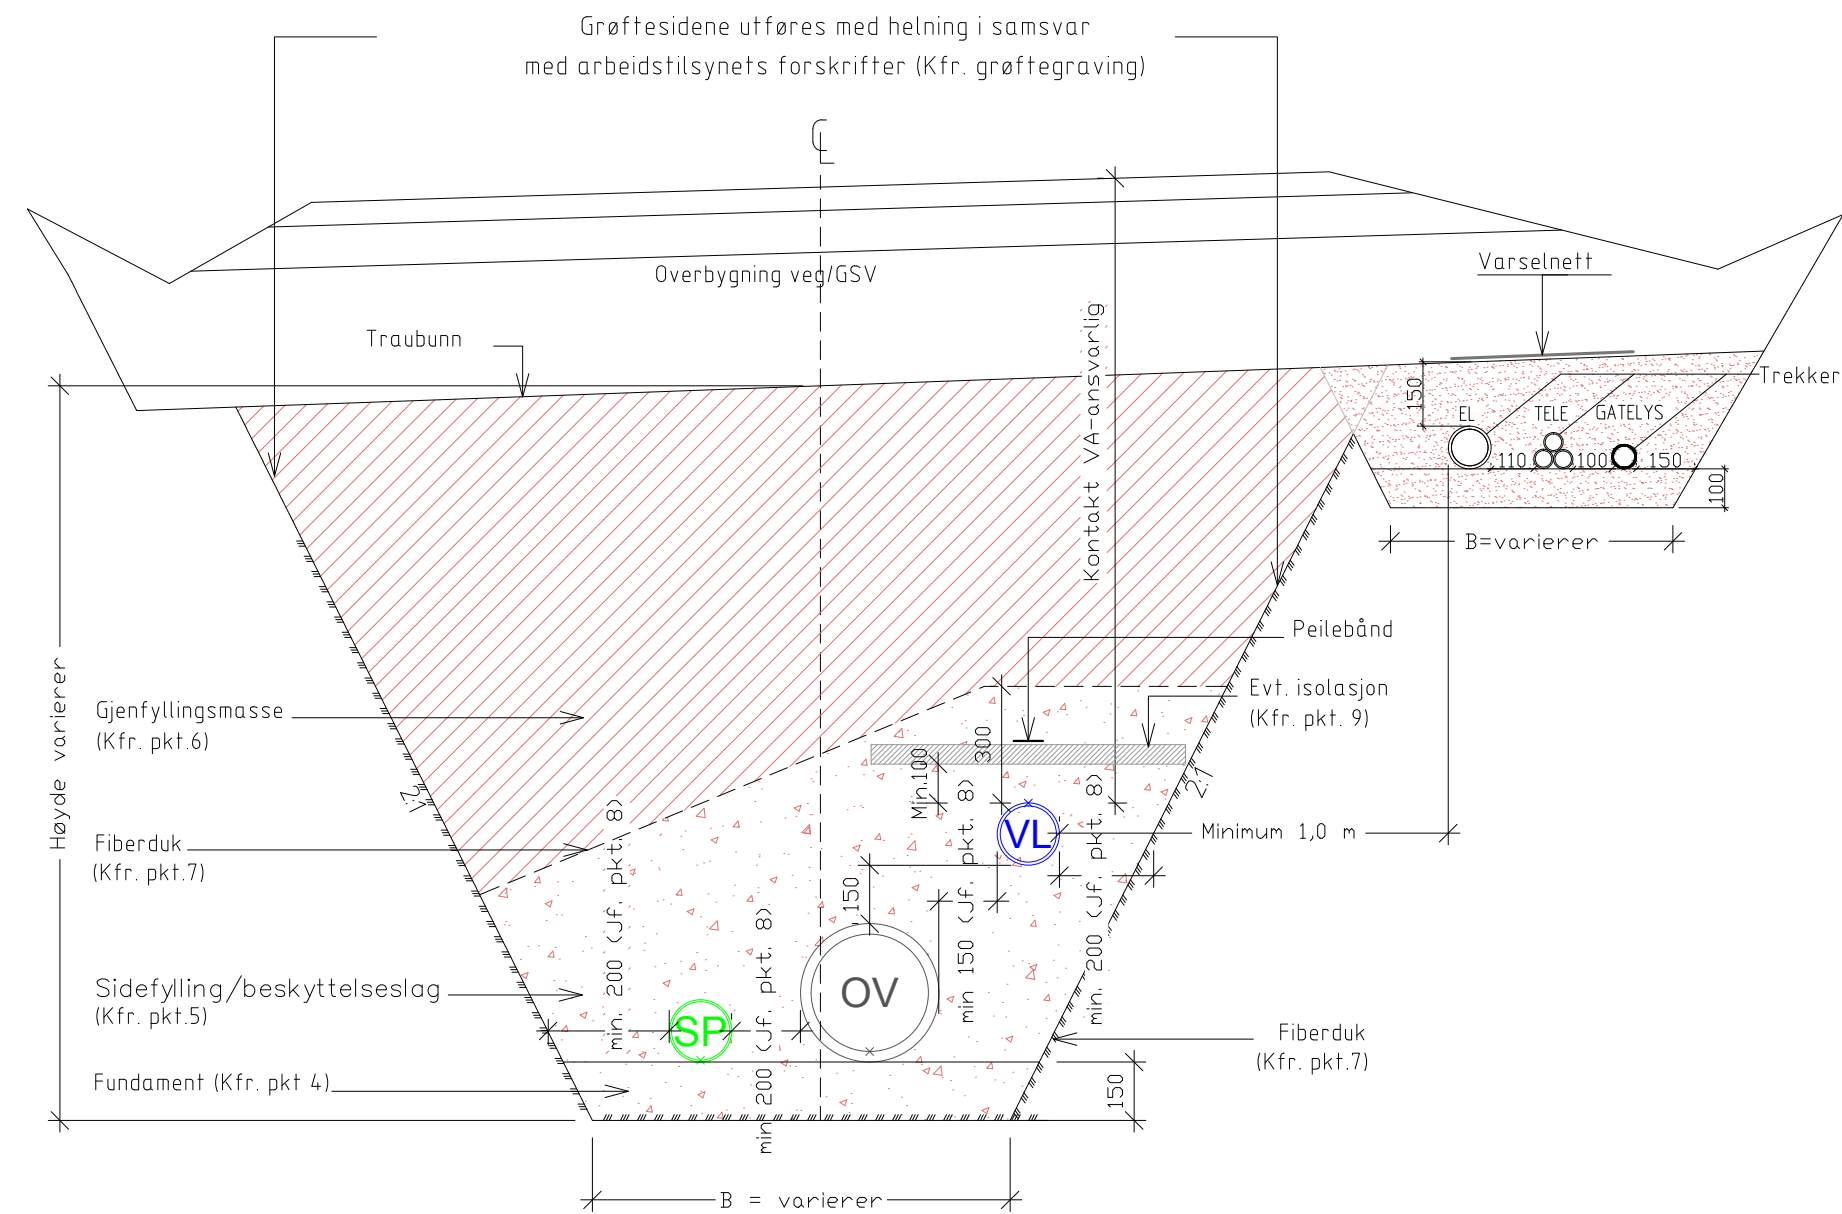 Grøftesidene utføres med helning i samsvar
med arbeidstilsynets forskrifter (Kfr. grøftegraving)
Overbygning veg/GSV
Varselnett
Traubunn
Trekkerør
EL
TELE
GATELYS
150
110
100
150
100
B=varierer
Kontakt VA-ansvarlig
Peilebånd
Evt. isolasjon
(Kfr. pkt. 9)
Høyde varierer
Gjenfyllingsmasse
(Kfr. pkt.6)
300
Min.100
2:1
2:1
VL
Minimum 1,0 m
Fiberduk
(Kfr. pkt.7)
150
min. 200 (Jf. pkt. 8)
min 200 (Jf. pkt. 8)
min 150 (Jf. pkt. 8)
min. 200 (Jf. pkt. 8)
Sidefylling/beskyttelseslag
(Kfr. pkt.5)
OV
SP
Fiberduk
(Kfr. pkt.7)
Fundament (Kfr. pkt 4)
150
B = varierer